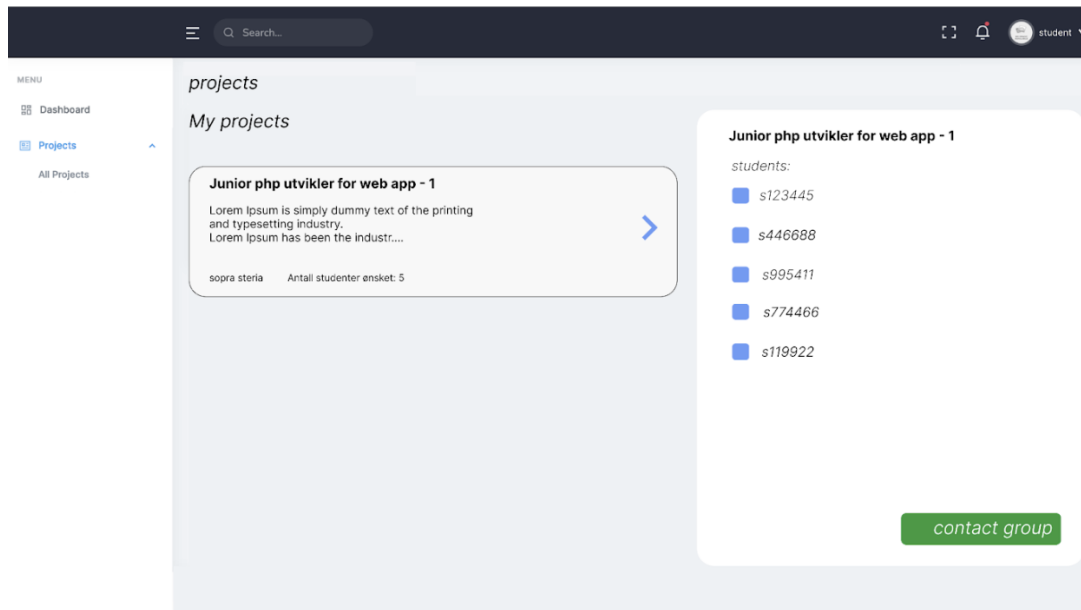 Search...
student
MENU
Dashboard
Projects
All Projects
projects
My projects
Junior php utvikler for web app - 1
Lorem Ipsum is simply dummy text of the printing
and typesetting industry.
Lorem Ipsum has been the industr....
sopra steria Antall studenter ønsket: 5
Junior php utvikler for web app - 1
students:
s123445
s446688
s995411
s774466
s119922
contact group